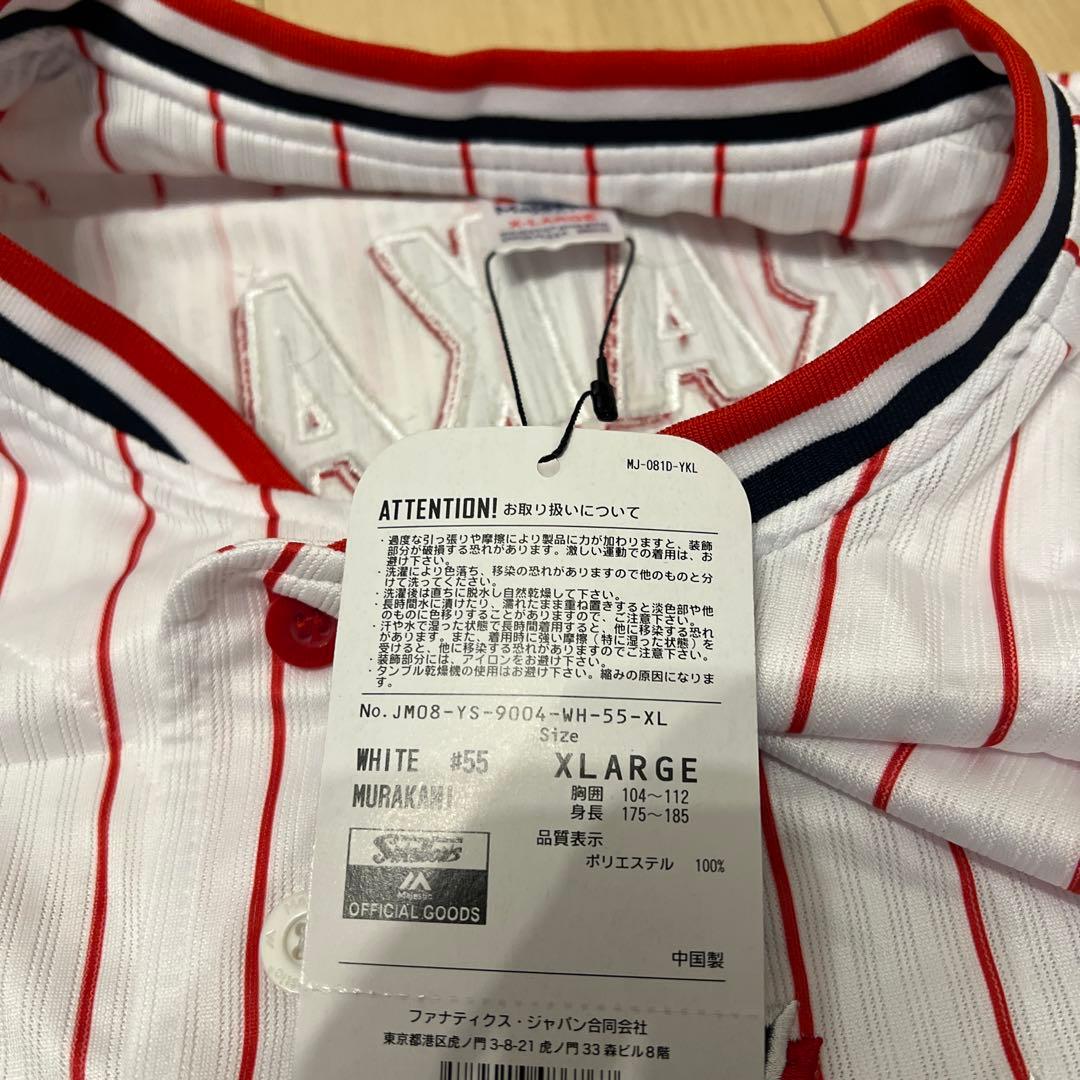 X-LARGE
MJ-081D-YKL
ATTENTION! お取り扱いについて
・過度な引っ張りや摩擦により製品に力が加わりますと、装飾
部分が破損する恐れがあります。激しい運動での着用は、お
避け下さい。
・洗濯により色落ち、移染の恐れがありますので他のものと分
けて洗ってください。
・洗濯後は直ちに脱水し自然乾燥して下さい。
・長時間水に漬けたり、濡れたまま重ね置きすると淡色部や他
のものに色移りすることがありますので、ご注意下さい。
・汗や水で湿った状態で長時間着用すると、他に移染する恐れ
があります。また、着用時に強い摩擦（特に湿った状態）を
受けると、他に移染する恐れがありますのでご注意下さい。
・装飾部分には、アイロンをお避け下さい。
・タンブル乾燥機の使用はお避け下さい。縮みの原因になりま
す。
No.JM08-YS-9004-WH-55-XL
Size
WHITE #55 XLARGE
MURAKAMI 胸囲 104～112
身長 175～185
品質表示
ポリエステル 100%
Swallows
Majestic
OFFICIAL GOODS
中国製
ファナティクス・ジャパン合同会社
東京都港区虎ノ門 3-8-21 虎ノ門 33 森ビル 8 階